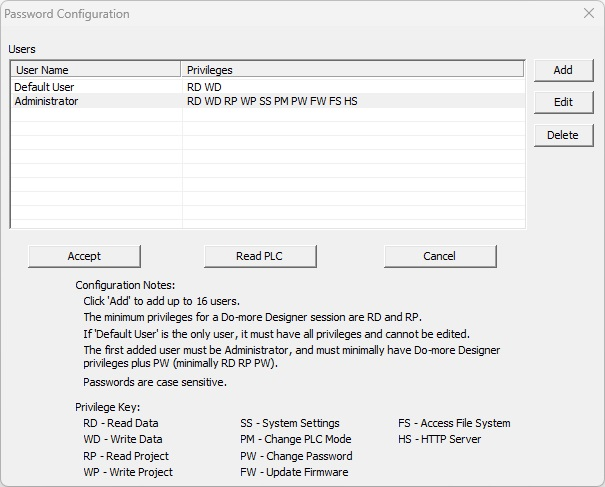 Password Configuration
Users
User Name Privileges
Default User RD WD
Administrator RD WD RP WP SS PM PW FW FS HS
Add
Edit
Delete
Accept Read PLC Cancel
Configuration Notes:
Click 'Add' to add up to 16 users.
The minimum privileges for a Do-more Designer session are RD and RP.
If 'Default User' is the only user, it must have all privileges and cannot be edited.
The first added user must be Administrator, and must minimally have Do-more Designer
privileges plus PW (minimally RD RP PW).
Passwords are case sensitive.
Privilege Key:
RD - Read Data SS - System Settings FS - Access File System
WD - Write Data PM - Change PLC Mode HS - HTTP Server
RP - Read Project PW - Change Password
WP - Write Project FW - Update Firmware